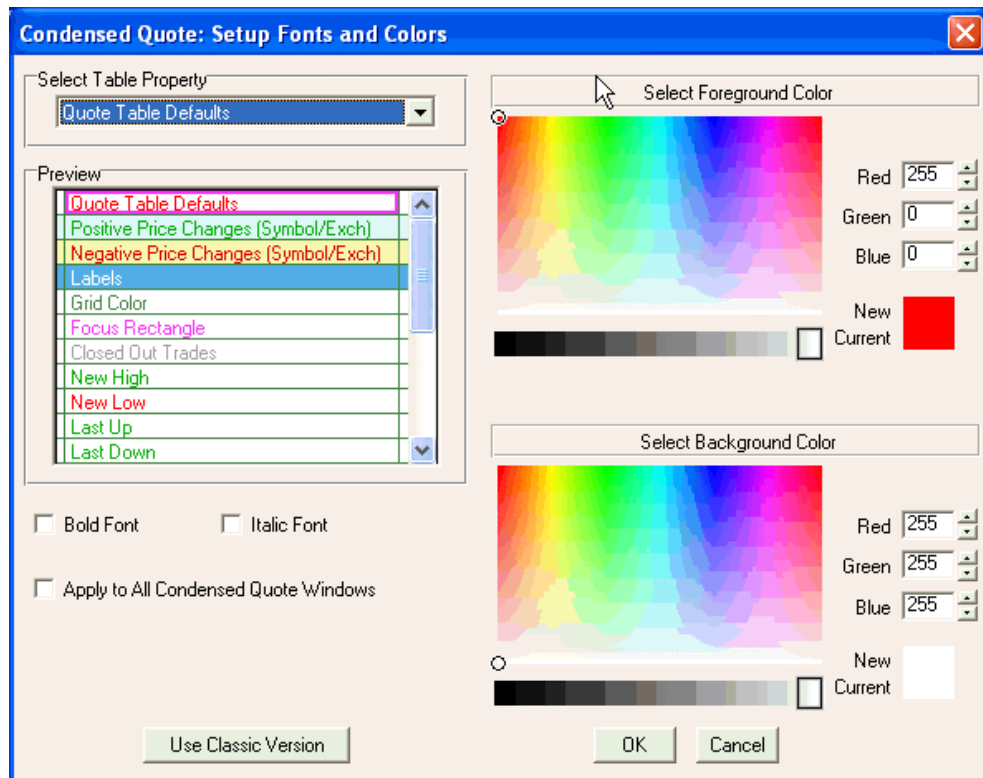 Condensed Quote: Setup Fonts and Colors
Select Table Property
Quote Table Defaults
Preview
Quote Table Defaults
Positive Price Changes (Symbol/Exch)
Negative Price Changes (Symbol/Exch)
Labels
Grid Color
Focus Rectangle
Closed Out Trades
New High
New Low
Last Up
Last Down
Bold Font
Italic Font
Apply to All Condensed Quote Windows
Use Classic Version
Select Foreground Color
Red 255
Green 0
Blue 0
New
Current
Select Background Color
Red 255
Green 255
Blue 255
New
Current
OK
Cancel